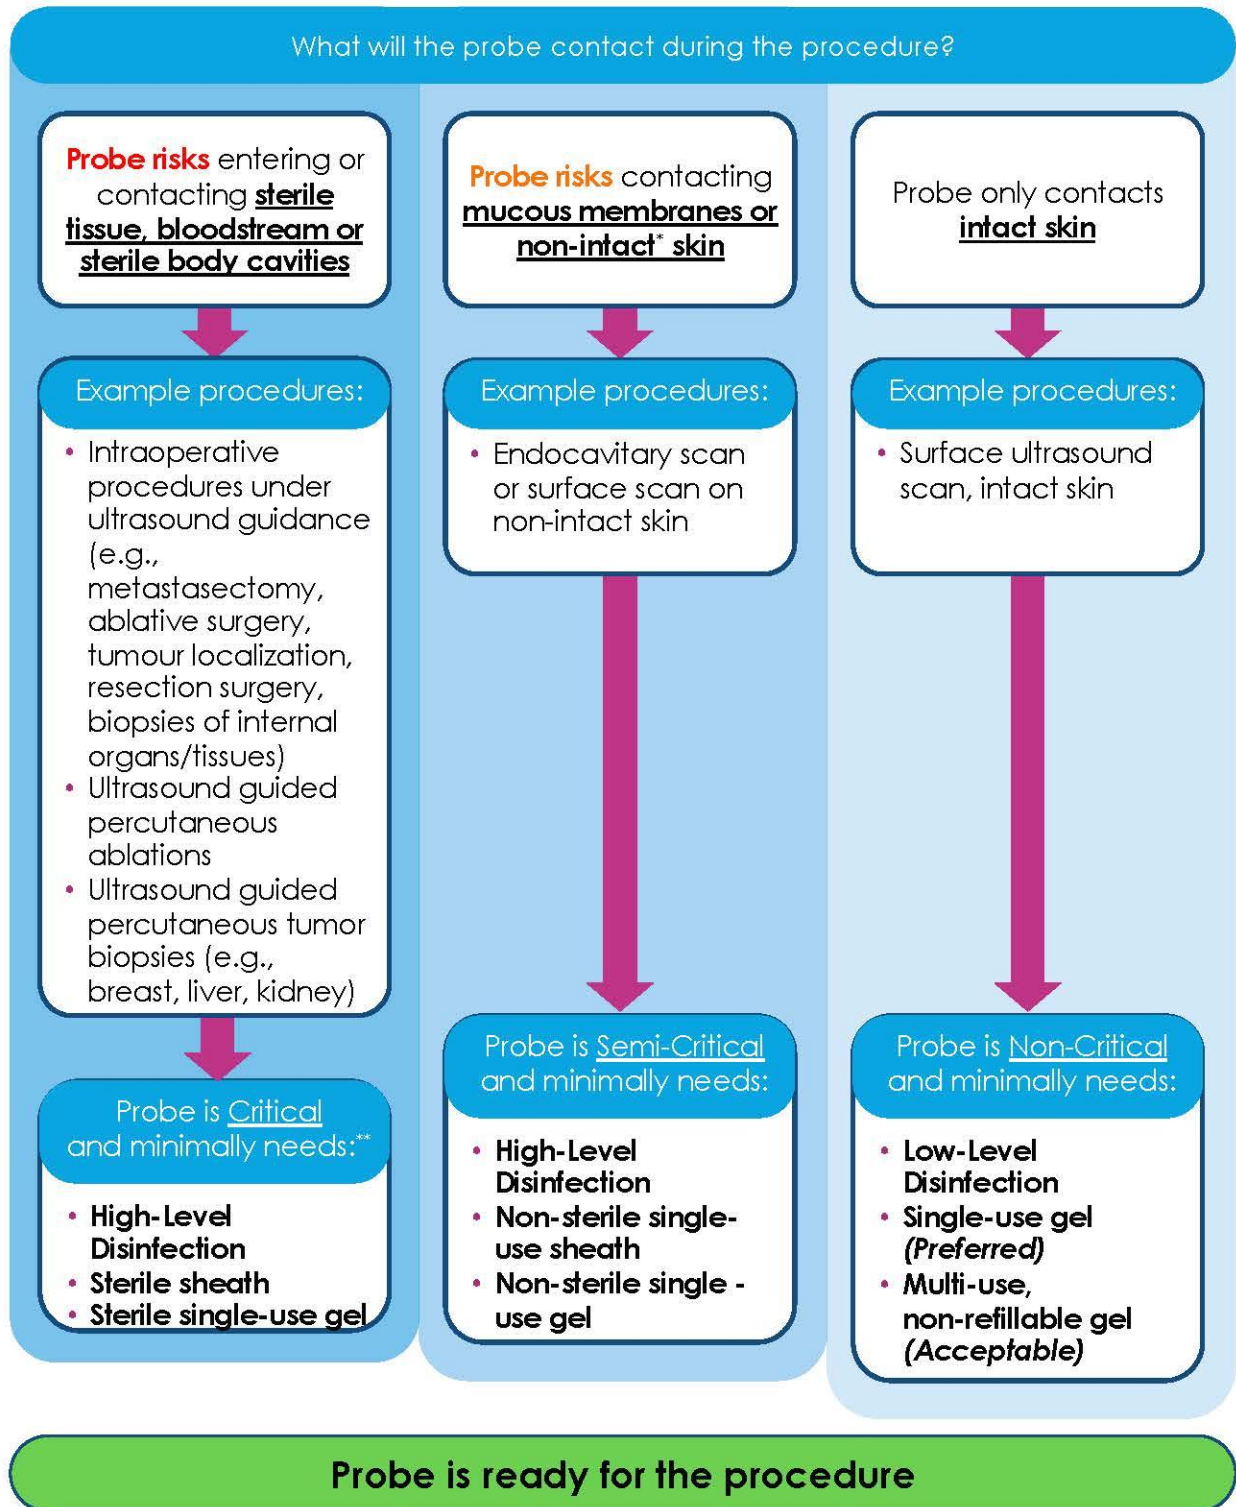 What will the probe contact during the procedure?
Probe risks entering or
contacting sterile
tissue, bloodstream or
sterile body cavities
Example procedures:
• Intraoperative
procedures under
ultrasound guidance
(e.g.,
metastasectomy,
ablative surgery,
tumour localization,
resection surgery,
biopsies of internal
organs/tissues)
• Ultrasound guided
percutaneous
ablations
• Ultrasound guided
percutaneous tumor
biopsies (e.g.,
breast, liver, kidney)
Probe is Critical
and minimally needs:**
• High-Level
Disinfection
• Sterile sheath
• Sterile single-use gel
Probe risks contacting
mucous membranes or
non-intact* skin
Example procedures:
• Endocavitary scan
or surface scan on
non-intact skin
Probe is Semi-Critical
and minimally needs:
• High-Level
Disinfection
• Non-sterile single-
use sheath
• Non-sterile single -
use gel
Probe only contacts
intact skin
Example procedures:
• Surface ultrasound
scan, intact skin
Probe is Non-Critical
and minimally needs:
• Low-Level
Disinfection
• Single-use gel
(Preferred)
• Multi-use,
non-refillable gel
(Acceptable)
Probe is ready for the procedure